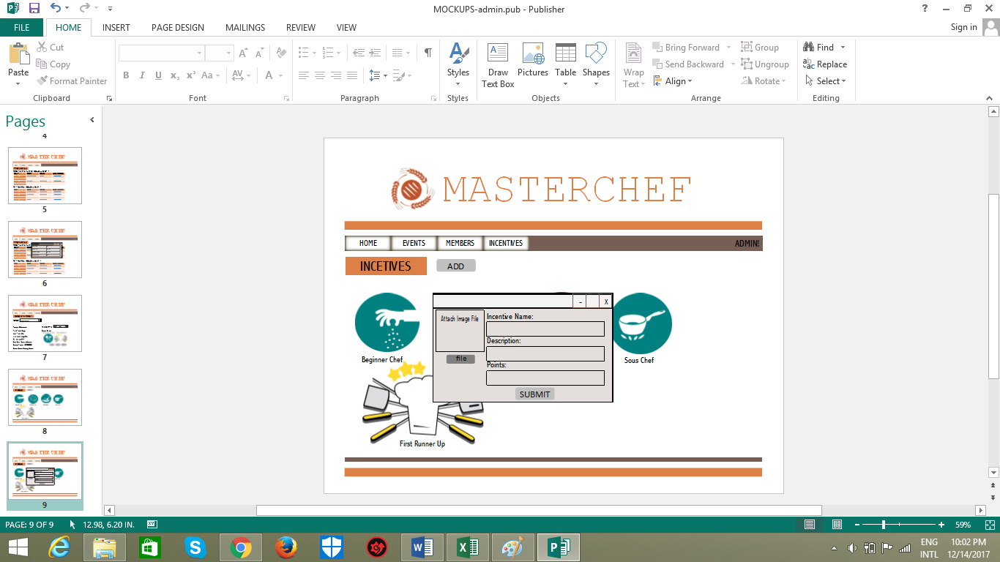 MOCKUPS-admin.pub - Publisher
FILE HOME INSERT PAGE DESIGN MAILINGS REVIEW VIEW Sign in
Paste
Cut
Copy
Format Painter
Clipboard
B I U x₂ x² Aa AV A
Font
Paragraph
Styles
Styles
Draw
Text Box
Pictures
Table
Shapes
Objects
Wrap
Text
Bring Forward
Send Backward
Align
Group
Ungroup
Rotate
Arrange
Find
Replace
Select
Editing
Pages
4
5
6
7
8
9
MASTERCHEF
HOME EVENTS MEMBERS INCENTIVES ADMIN!
INCETIVES ADD
- X
Attach Image File
file
Incentive Name:
Description:
Points:
SUBMIT
Beginner Chef
Sous Chef
First Runner Up
PAGE: 9 OF 9 12.98, 6.20 IN. 59%
ENG 10:02 PM
INTL 12/14/2017